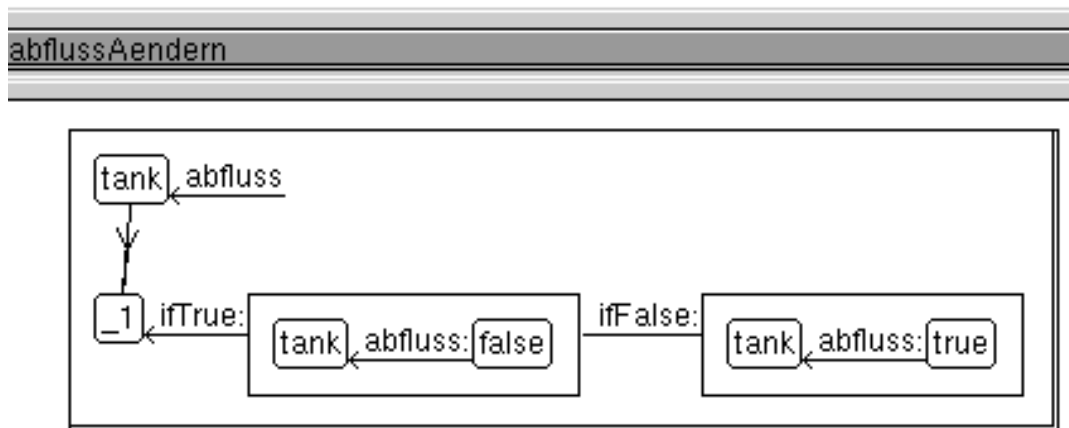 abflussAendern
tank abfluss
_1 ifTrue: tank abfluss: false ifFalse: tank abfluss: true